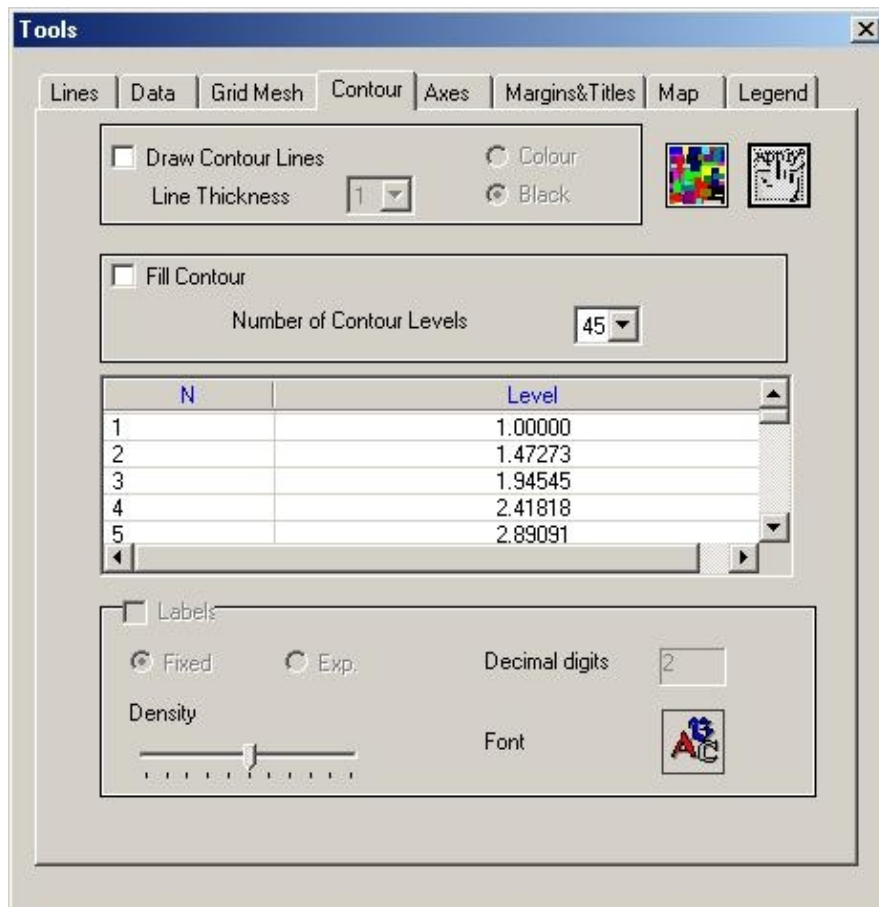 Tools
Lines Data Grid Mesh Contour Axes Margins&Titles Map Legend
Draw Contour Lines Colour
Line Thickness 1 Black
Apply!
Fill Contour
Number of Contour Levels 45
N Level
1 1.00000
2 1.47273
3 1.94545
4 2.41818
5 2.89091
Labels
Fixed Exp. Decimal digits 2
Density
Font ABC